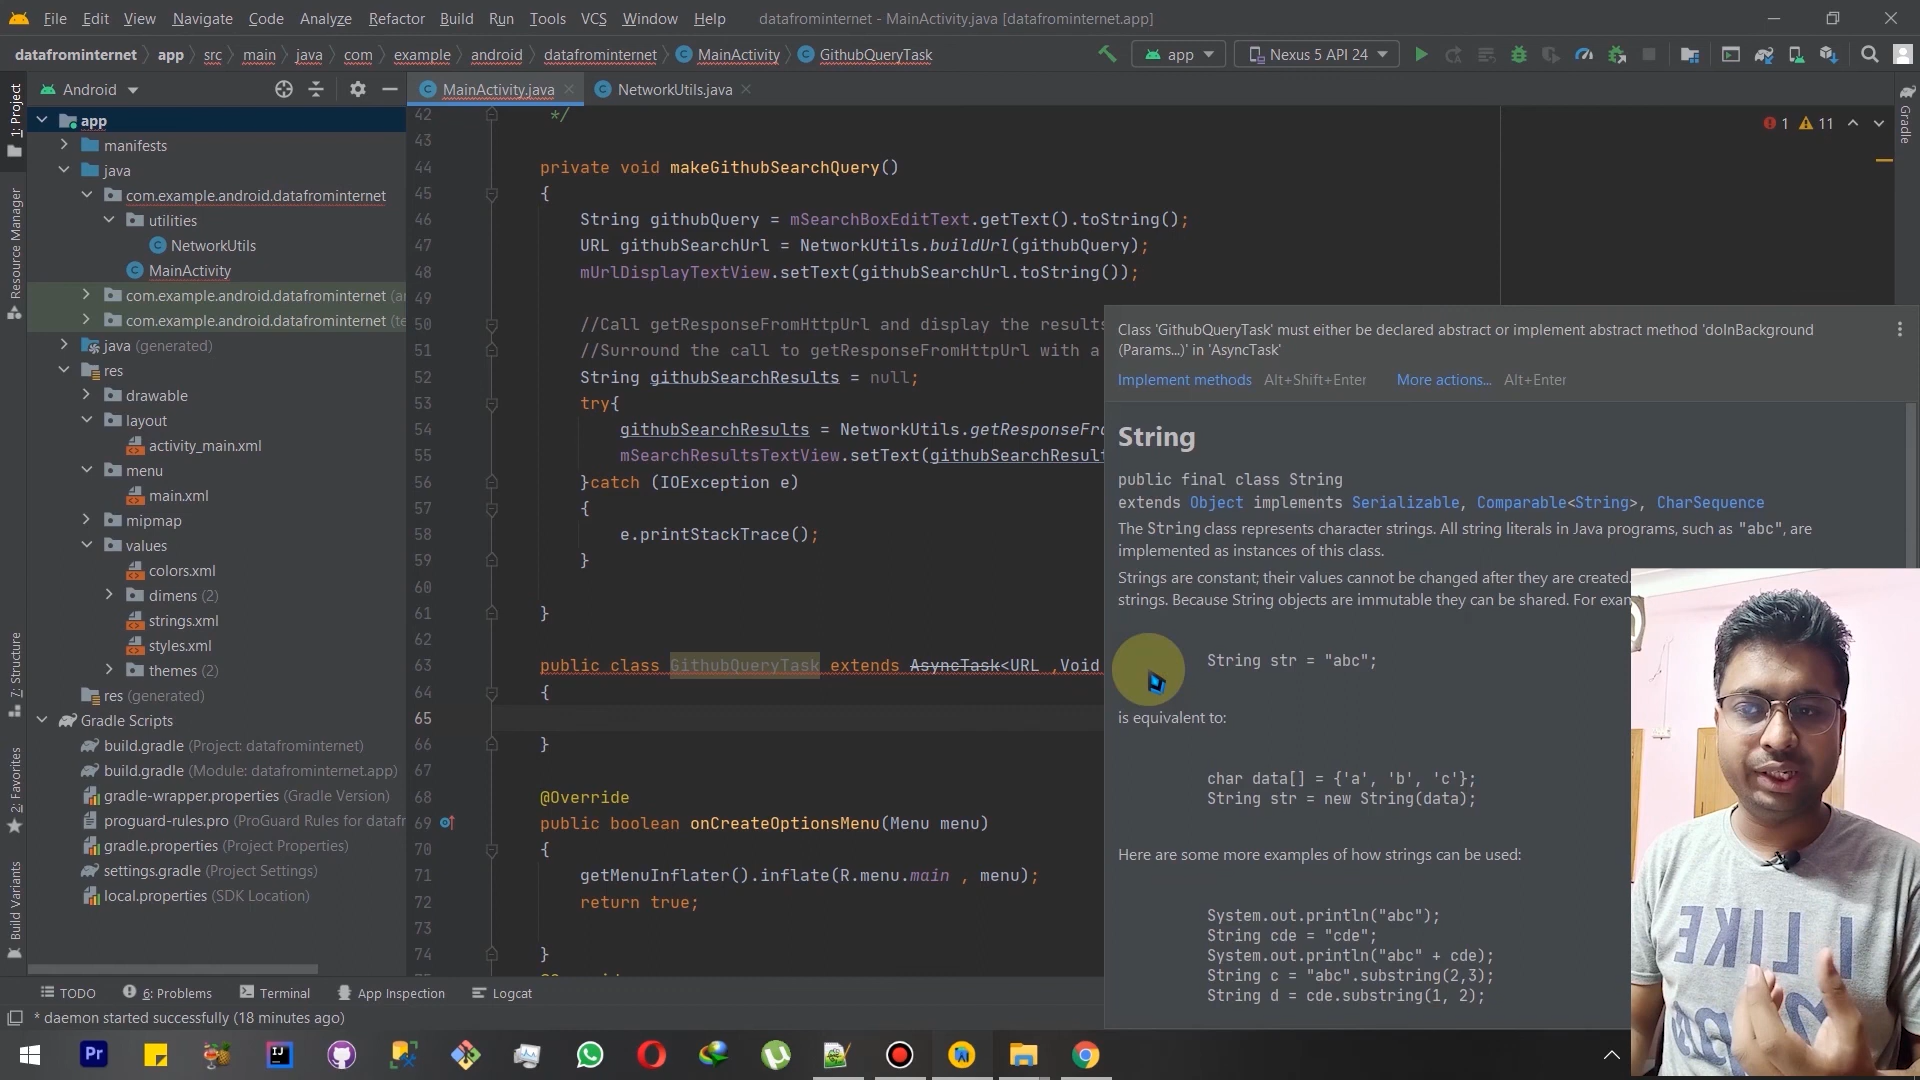 File Edit View Navigate Code Analyze Refactor Build Run Tools VCS Window Help datafrominternet - MainActivity.java [datafrominternet.app]
datafrominternet app src main java com example android datafrominternet MainActivity GithubQueryTask app Nexus 5 API 24
Android MainActivity.java NetworkUtils.java
1: Project
Resource Manager
7: Structure
2: Favorites
Build Variants
Gradle
app
manifests
java
com.example.android.datafrominternet
utilities
NetworkUtils
MainActivity
com.example.android.datafrominternet
com.example.android.datafrominternet
java (generated)
res
drawable
layout
activity_main.xml
menu
main.xml
mipmap
values
colors.xml
dimens (2)
strings.xml
styles.xml
themes (2)
res (generated)
Gradle Scripts
build.gradle (Project: datafrominternet)
build.gradle (Module: datafrominternet.app)
gradle-wrapper.properties (Gradle Version)
proguard-rules.pro (ProGuard Rules for dataf
gradle.properties (Project Properties)
settings.gradle (Project Settings)
local.properties (SDK Location)
1 11
42 */
43
44 private void makeGithubSearchQuery()
45 {
46 String githubQuery = mSearchBoxEditText.getText().toString();
47 URL githubSearchUrl = NetworkUtils.buildUrl(githubQuery);
48 mUrlDisplayTextView.setText(githubSearchUrl.toString());
49
50 //Call getResponseFromHttpUrl and display the results
51 //Surround the call to getResponseFromHttpUrl with a
52 String githubSearchResults = null;
53 try{
54 githubSearchResults = NetworkUtils.getResponseFro
55 mSearchResultsTextView.setText(githubSearchResult
56 }catch (IOException e)
57 {
58 e.printStackTrace();
59 }
60
61 }
62
63 public class GithubQueryTask extends AsyncTask<URL ,Void
64 {
65
66 }
67
68 @Override
69 public boolean onCreateOptionsMenu(Menu menu)
70 {
71 getMenuInflater().inflate(R.menu.main , menu);
72 return true;
73
74 }
Class 'GithubQueryTask' must either be declared abstract or implement abstract method 'doInBackground
(Params...)' in 'AsyncTask'
Implement methods Alt+Shift+Enter More actions... Alt+Enter
String
public final class String
extends Object implements Serializable, Comparable<String>, CharSequence
The String class represents character strings. All string literals in Java programs, such as "abc", are
implemented as instances of this class.
Strings are constant; their values cannot be changed after they are created.
strings. Because String objects are immutable they can be shared. For exam
String str = "abc";
is equivalent to:
char data[] = {'a', 'b', 'c'};
String str = new String(data);
Here are some more examples of how strings can be used:
System.out.println("abc");
String cde = "cde";
System.out.println("abc" + cde);
String c = "abc".substring(2,3);
String d = cde.substring(1, 2);
I LIKE
TODO 6: Problems Terminal App Inspection Logcat
* daemon started successfully (18 minutes ago)
Pr IJ